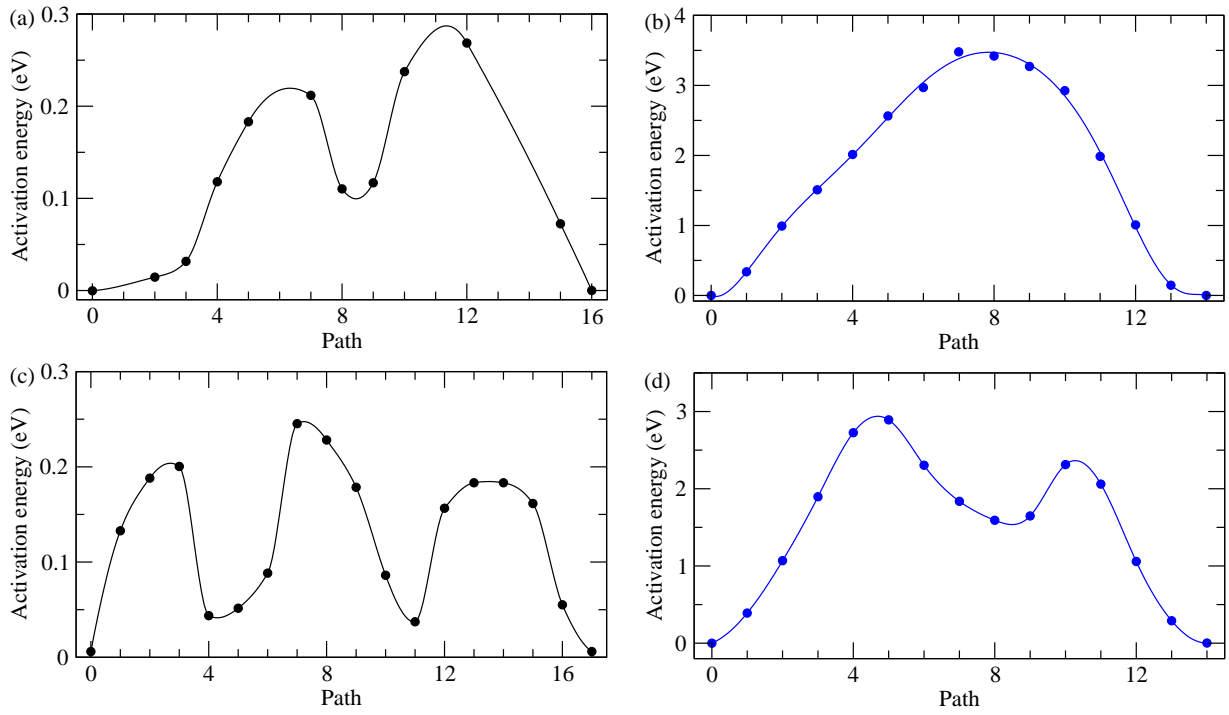 (a)
0.3
0.2
0.1
0
Activation energy (eV)
0 4 8 12 16
Path
(b)
4
3
2
1
0
Activation energy (eV)
0 4 8 12
Path
(c)
0.3
0.2
0.1
0
Activation energy (eV)
0 4 8 12 16
Path
(d)
3
2
1
0
Activation energy (eV)
0 4 8 12
Path